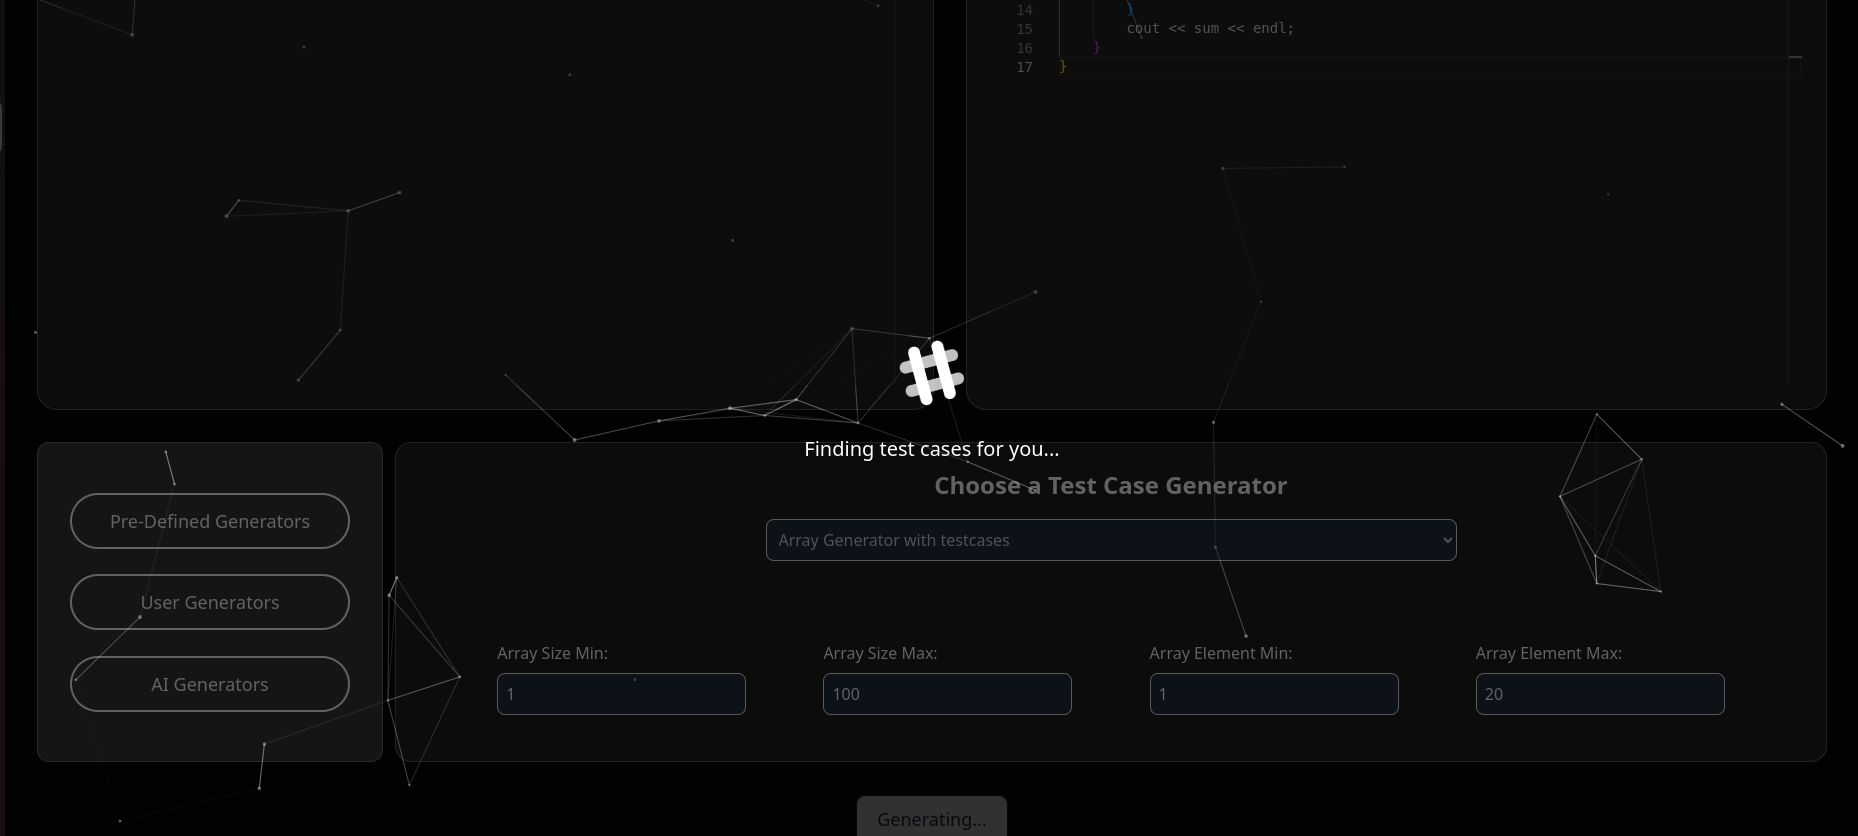 14 }
15 cout << sum << endl;
16 }
17 }
Finding test cases for you...
Choose a Test Case Generator
Array Generator with testcases
Pre-Defined Generators
User Generators
AI Generators
Array Size Min: Array Size Max: Array Element Min: Array Element Max:
1 100 1 20
Generating...